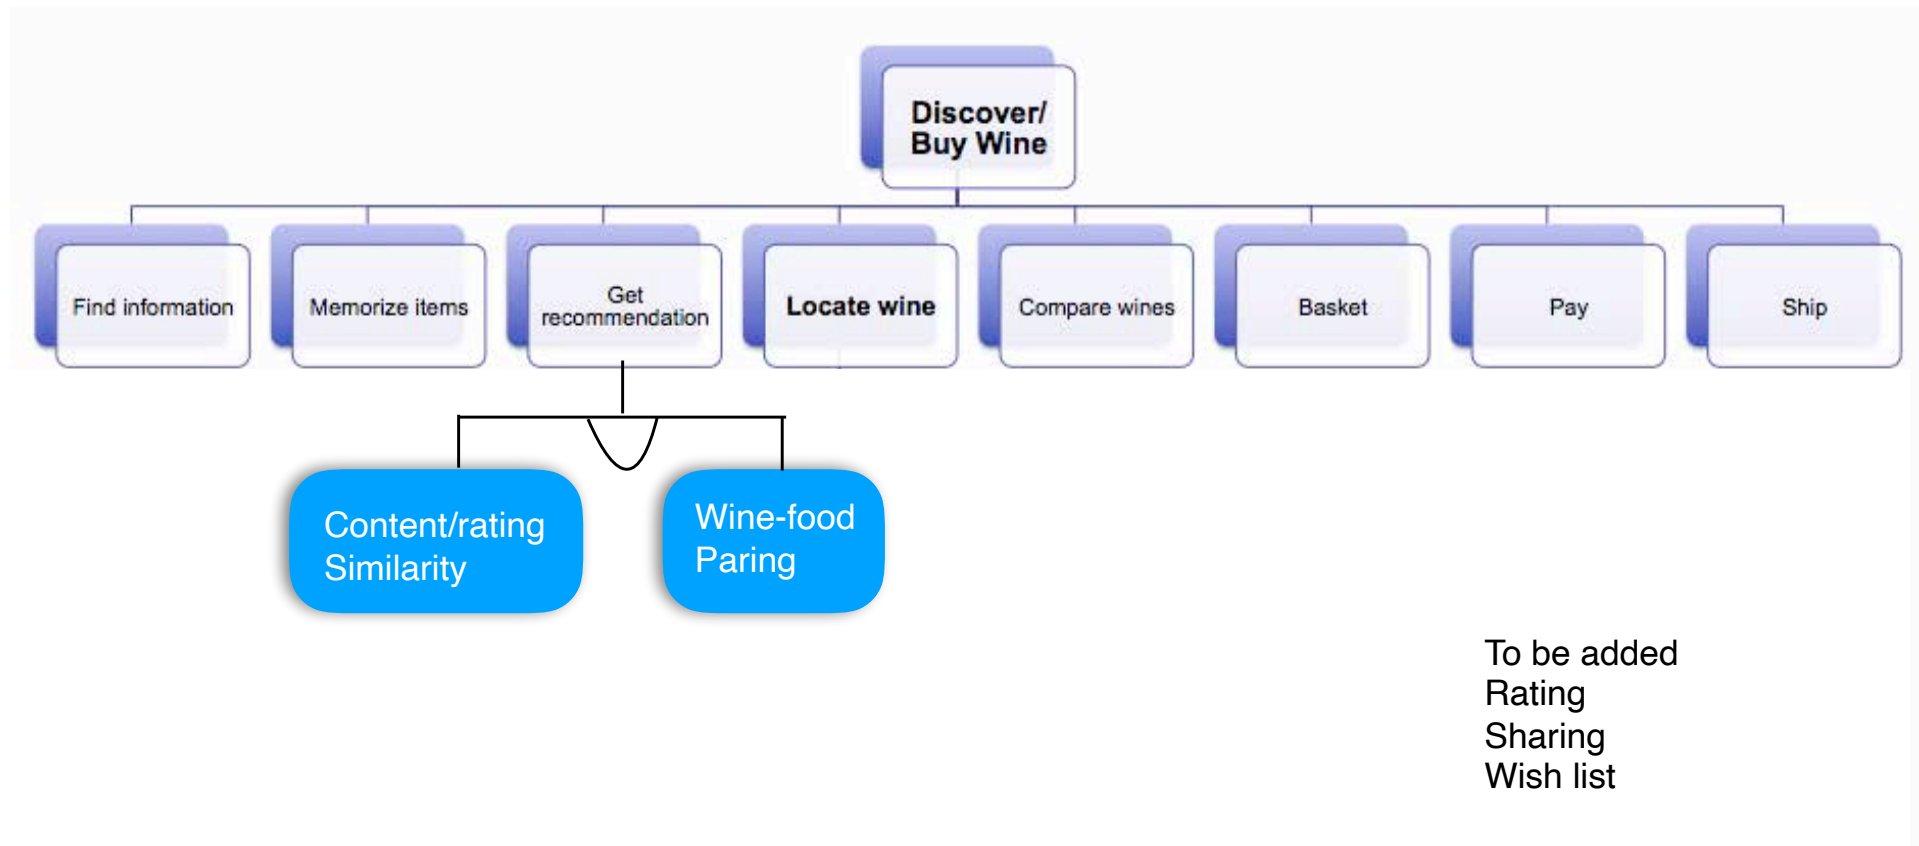 Discover/
Buy Wine
Find information
Memorize items
Get
recommendation
Locate wine
Compare wines
Basket
Pay
Ship
Content/rating
Similarity
Wine-food
Paring
To be added
Rating
Sharing
Wish list